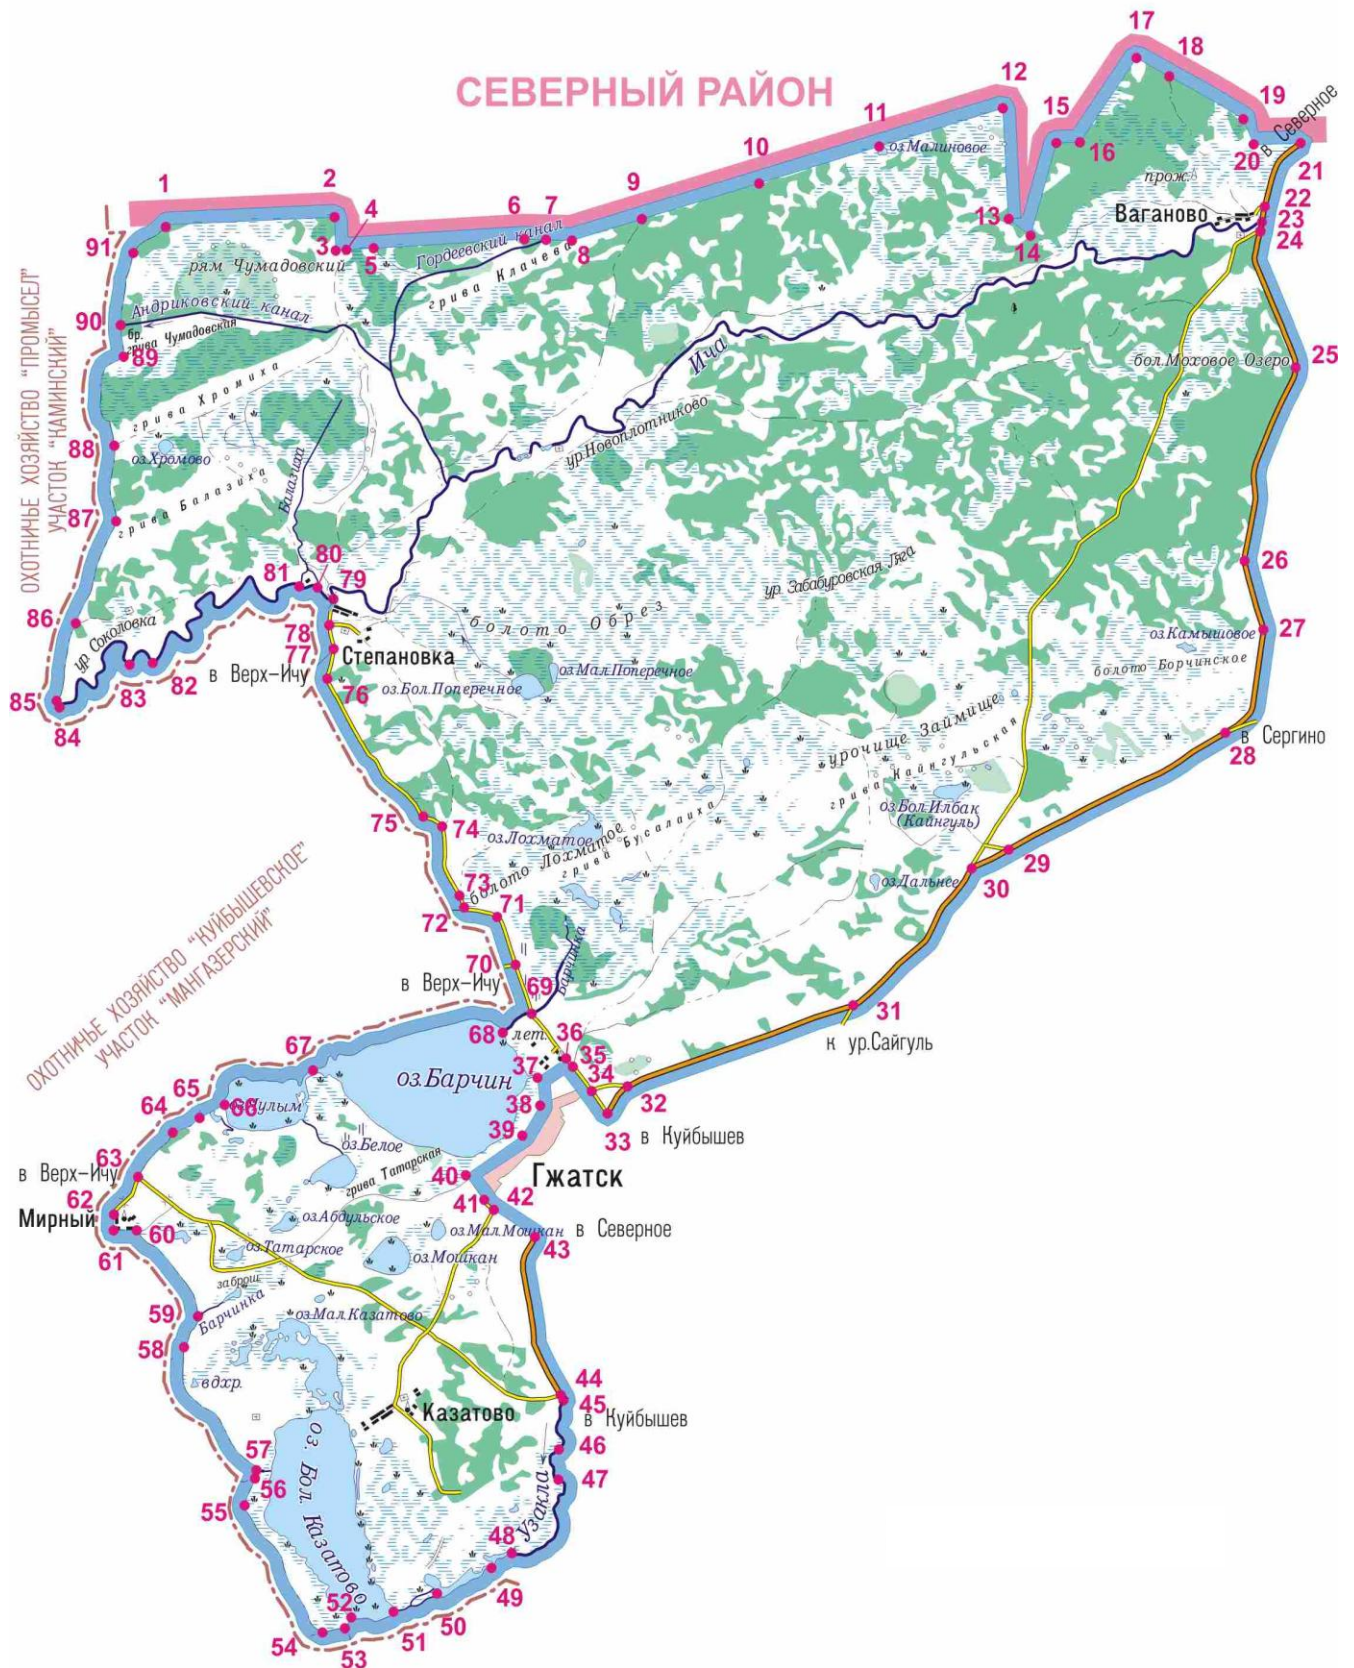 СЕВЕРНЫЙ РАЙОН
17
18
12
19
15
11
16
20
в Северное
21
оз.Малиновое
10
прож.
22
Ваганово
23
24
13
14
9
1
2
4
6
7
91
3
5
8
рям Чумадовский
Гордеевский канал
грива Клачева
90
Андриковский канал
бр.
грива Чумадовская
89
Ича
бол.Моховое Озеро
25
ОХОТНИЧЬЕ ХОЗЯЙСТВО "ПРОМЫСЕЛ"
УЧАСТОК "КАМИНСКИЙ"
грива Хромиха
88
оз.Хромово
ур.Новоплотниково
грива Балазиха
Балазиха
87
26
80
81
79
ур. Забабуровская Ляга
86
ур Соколовка
78
болото Обрез
27
оз.Камышовое
77
Степановка
83
82
в Верх-Ичу
76
оз.Мал.Поперечное
оз.Бол.Поперечное
болото Борчинское
85
84
урочище Займище
28
в Сергино
грива Кайнгульская
оз.Бол.Илбак
(Кайнгуль)
75
74
оз.Лохматое
болото Лохматое
грива Бусалаиха
29
оз.Дальнее
30
73
72
71
ОХОТНИЧЬЕ ХОЗЯЙСТВО "КУЙБЫШЕВСКОЕ"
УЧАСТОК "МАНГАЗЕРСКИЙ"
70
в Верх-Ичу
Барчинка
69
31
к ур.Сайгуль
68
лет.
36
35
34
37
32
67
оз.Барчин
38
33
в Куйбышев
65
66
оз.Чулым
64
39
оз.Белое
в Верх-Ичу
63
грива Татарская
40
Гжатск
62
Мирный
41
42
61
60
оз.Абдульское
оз.Мал.Мошкан
в Северное
43
оз.Татарское
оз.Мошкан
заброш.
59
Барчинка
оз.Мал.Казатово
58
вдхр.
44
45
в Куйбышев
Казатово
46
57
56
47
55
оз. Бол. Казатово
Узакла
48
49
52
50
51
54
53